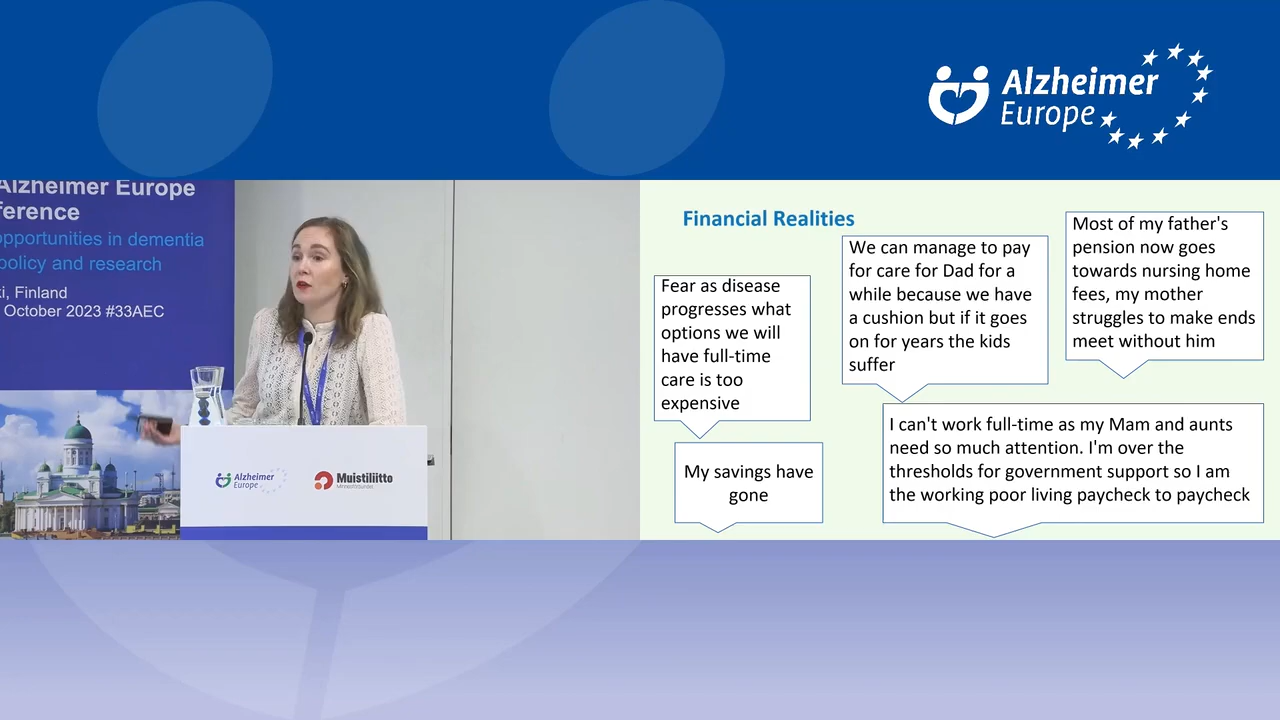 Alzheimer
Europe
Alzheimer Europe
ference
opportunities in dementia
policy and research
ki, Finland
October 2023 #33AEC
Alzheimer
Europe
Muistiliitto
Financial Realities
Fear as disease
progresses what
options we will
have full-time
care is too
expensive
My savings have
gone
We can manage to pay
for care for Dad for a
while because we have
a cushion but if it goes
on for years the kids
suffer
Most of my father's
pension now goes
towards nursing home
fees, my mother
struggles to make ends
meet without him
I can't work full-time as my Mam and aunts
need so much attention. I'm over the
thresholds for government support so I am
the working poor living paycheck to paycheck